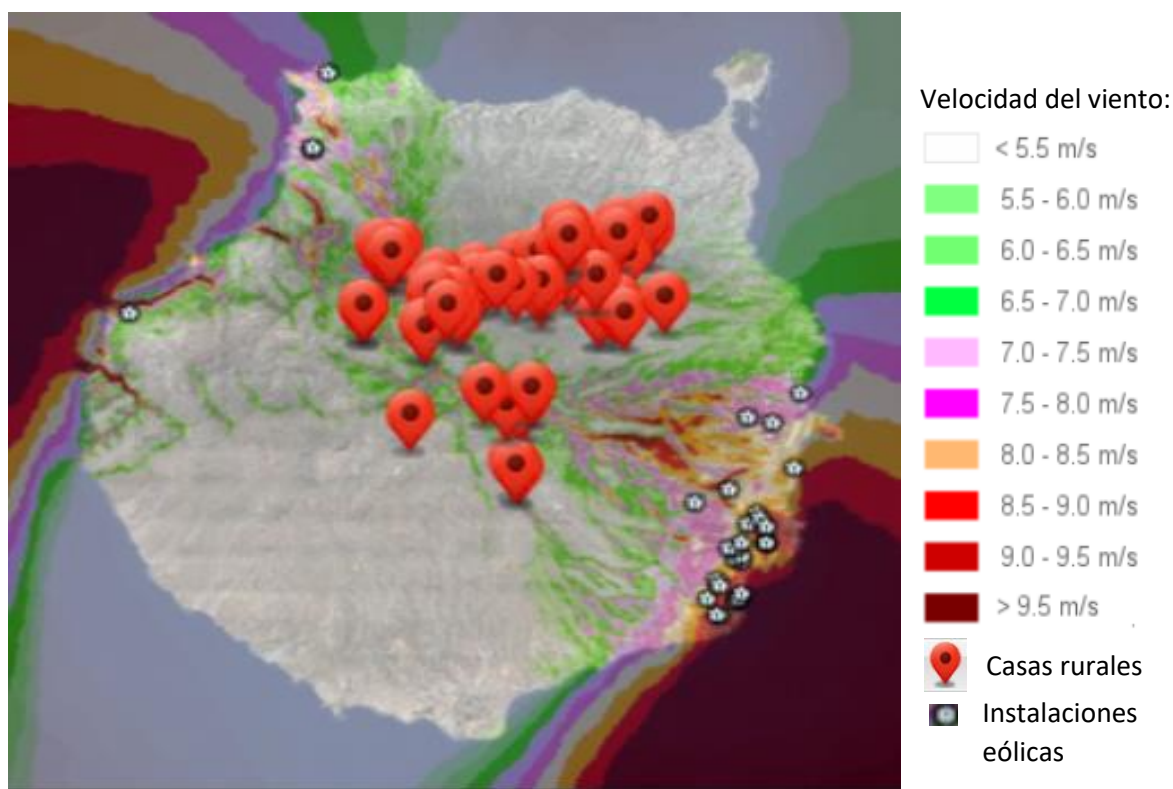 Velocidad del viento:
< 5.5 m/s
5.5 - 6.0 m/s
6.0 - 6.5 m/s
6.5 - 7.0 m/s
7.0 - 7.5 m/s
7.5 - 8.0 m/s
8.0 - 8.5 m/s
8.5 - 9.0 m/s
9.0 - 9.5 m/s
> 9.5 m/s
Casas rurales
Instalaciones
eólicas